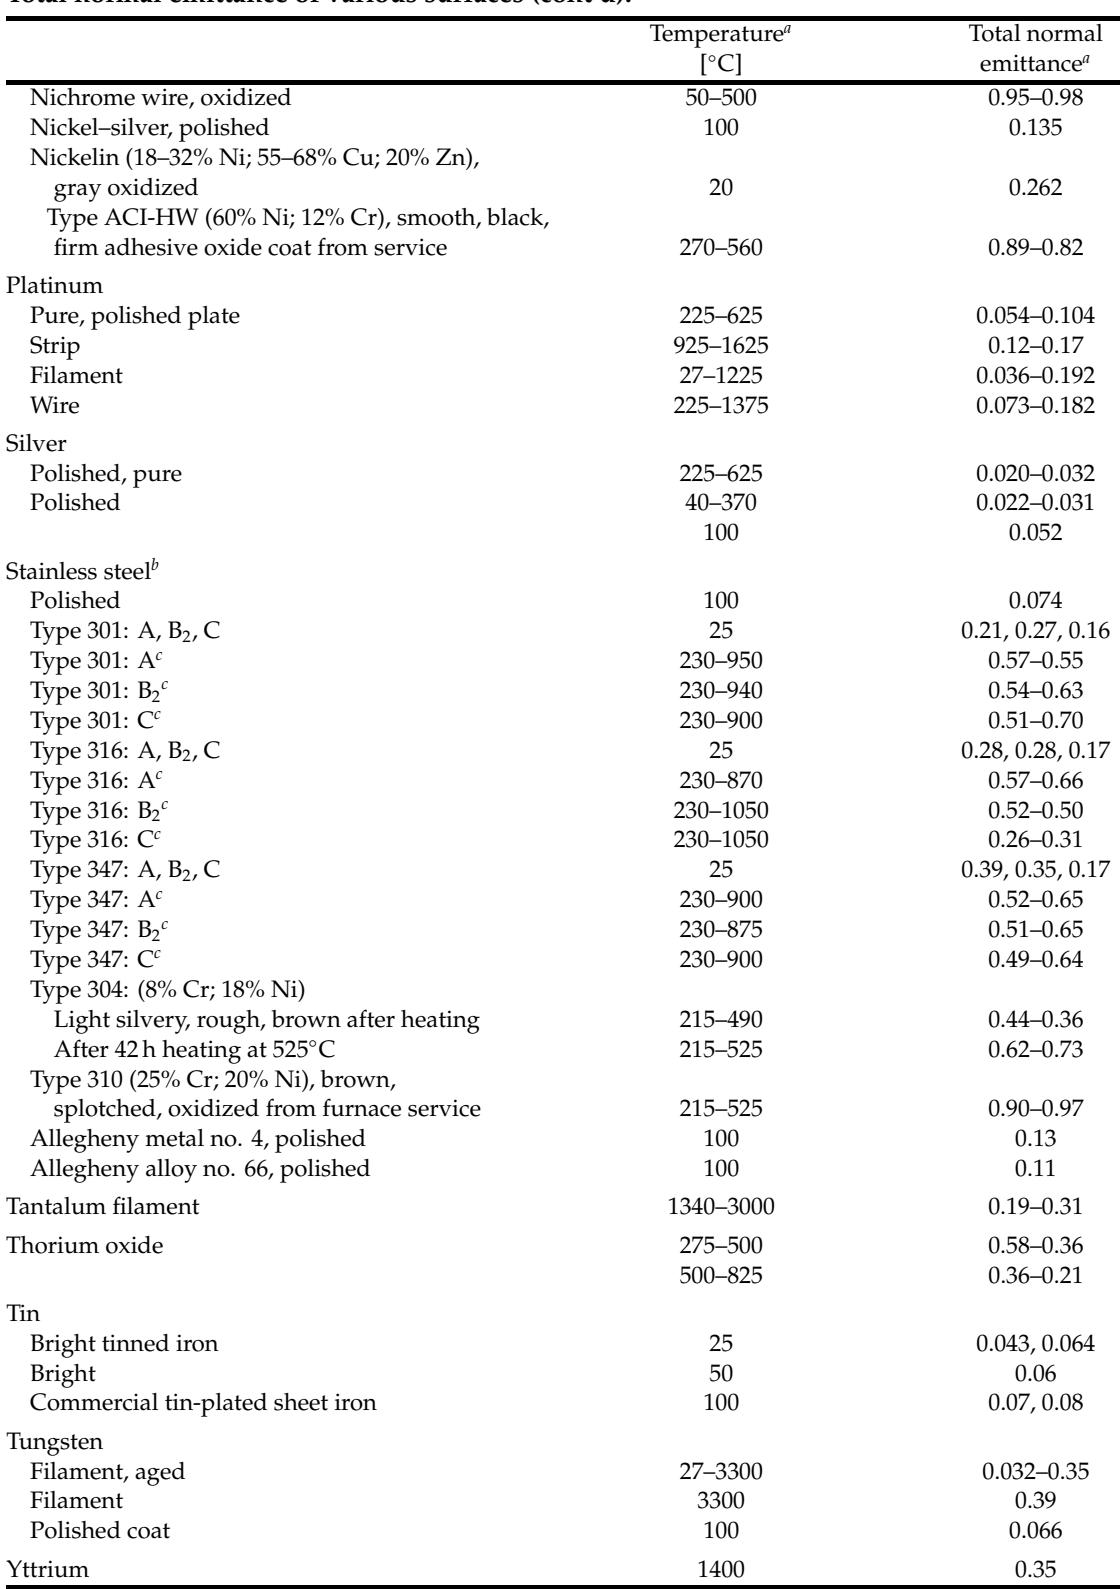 Total normal emittance of various surfaces (cont'd).
Temperatureᵃ Total normal
[°C] emittanceᵃ
Nichrome wire, oxidized 50–500 0.95–0.98
Nickel–silver, polished 100 0.135
Nickelin (18–32% Ni; 55–68% Cu; 20% Zn),
gray oxidized 20 0.262
Type ACI-HW (60% Ni; 12% Cr), smooth, black,
firm adhesive oxide coat from service 270–560 0.89–0.82
Platinum
Pure, polished plate 225–625 0.054–0.104
Strip 925–1625 0.12–0.17
Filament 27–1225 0.036–0.192
Wire 225–1375 0.073–0.182
Silver
Polished, pure 225–625 0.020–0.032
Polished 40–370 0.022–0.031
100 0.052
Stainless steelᵇ
Polished 100 0.074
Type 301: A, B₂, C 25 0.21, 0.27, 0.16
Type 301: Aᶜ 230–950 0.57–0.55
Type 301: B₂ᶜ 230–940 0.54–0.63
Type 301: Cᶜ 230–900 0.51–0.70
Type 316: A, B₂, C 25 0.28, 0.28, 0.17
Type 316: Aᶜ 230–870 0.57–0.66
Type 316: B₂ᶜ 230–1050 0.52–0.50
Type 316: Cᶜ 230–1050 0.26–0.31
Type 347: A, B₂, C 25 0.39, 0.35, 0.17
Type 347: Aᶜ 230–900 0.52–0.65
Type 347: B₂ᶜ 230–875 0.51–0.65
Type 347: Cᶜ 230–900 0.49–0.64
Type 304: (8% Cr; 18% Ni)
Light silvery, rough, brown after heating 215–490 0.44–0.36
After 42 h heating at 525°C 215–525 0.62–0.73
Type 310 (25% Cr; 20% Ni), brown,
splotched, oxidized from furnace service 215–525 0.90–0.97
Allegheny metal no. 4, polished 100 0.13
Allegheny alloy no. 66, polished 100 0.11
Tantalum filament 1340–3000 0.19–0.31
Thorium oxide 275–500 0.58–0.36
500–825 0.36–0.21
Tin
Bright tinned iron 25 0.043, 0.064
Bright 50 0.06
Commercial tin-plated sheet iron 100 0.07, 0.08
Tungsten
Filament, aged 27–3300 0.032–0.35
Filament 3300 0.39
Polished coat 100 0.066
Yttrium 1400 0.35